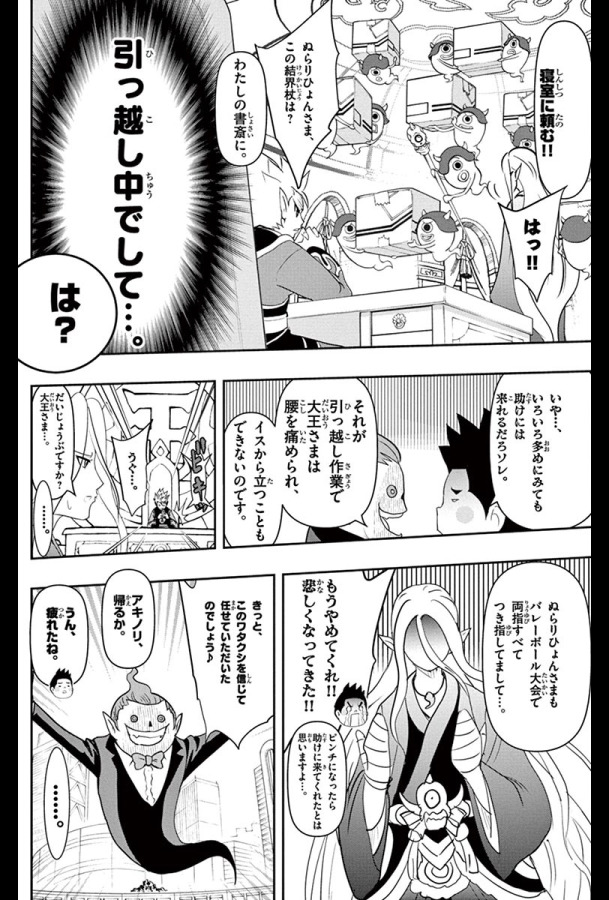 寝室に頼む!!
はっ!!
ぬらりひょんさま、
この結界杖は?
わたしの書斎に。
引っ越し中でして…。
は?
いや…、
いろいろ多めにみても
助けには
来れるだろソレ。
それが
引っ越し作業で
大王さまは
腰を痛められ、
イスから立つことも
できないのです。
ビキッ
うぐ…。
だいじょうぶですか?
大王さま…。
……。
ぬらりひょんさまも
バレーボール大会で
両指すべて
つき指してまして…。
もうやめてくれ!!
悲しくなってきた!!
ピンチになったら
助けに来てくれたとは
思いますよ…。
きっと、
このワタクシを信じて
任せていただいた
のでしょう♪
アキノリ、
帰るか。
うん、
疲れたね。
……。